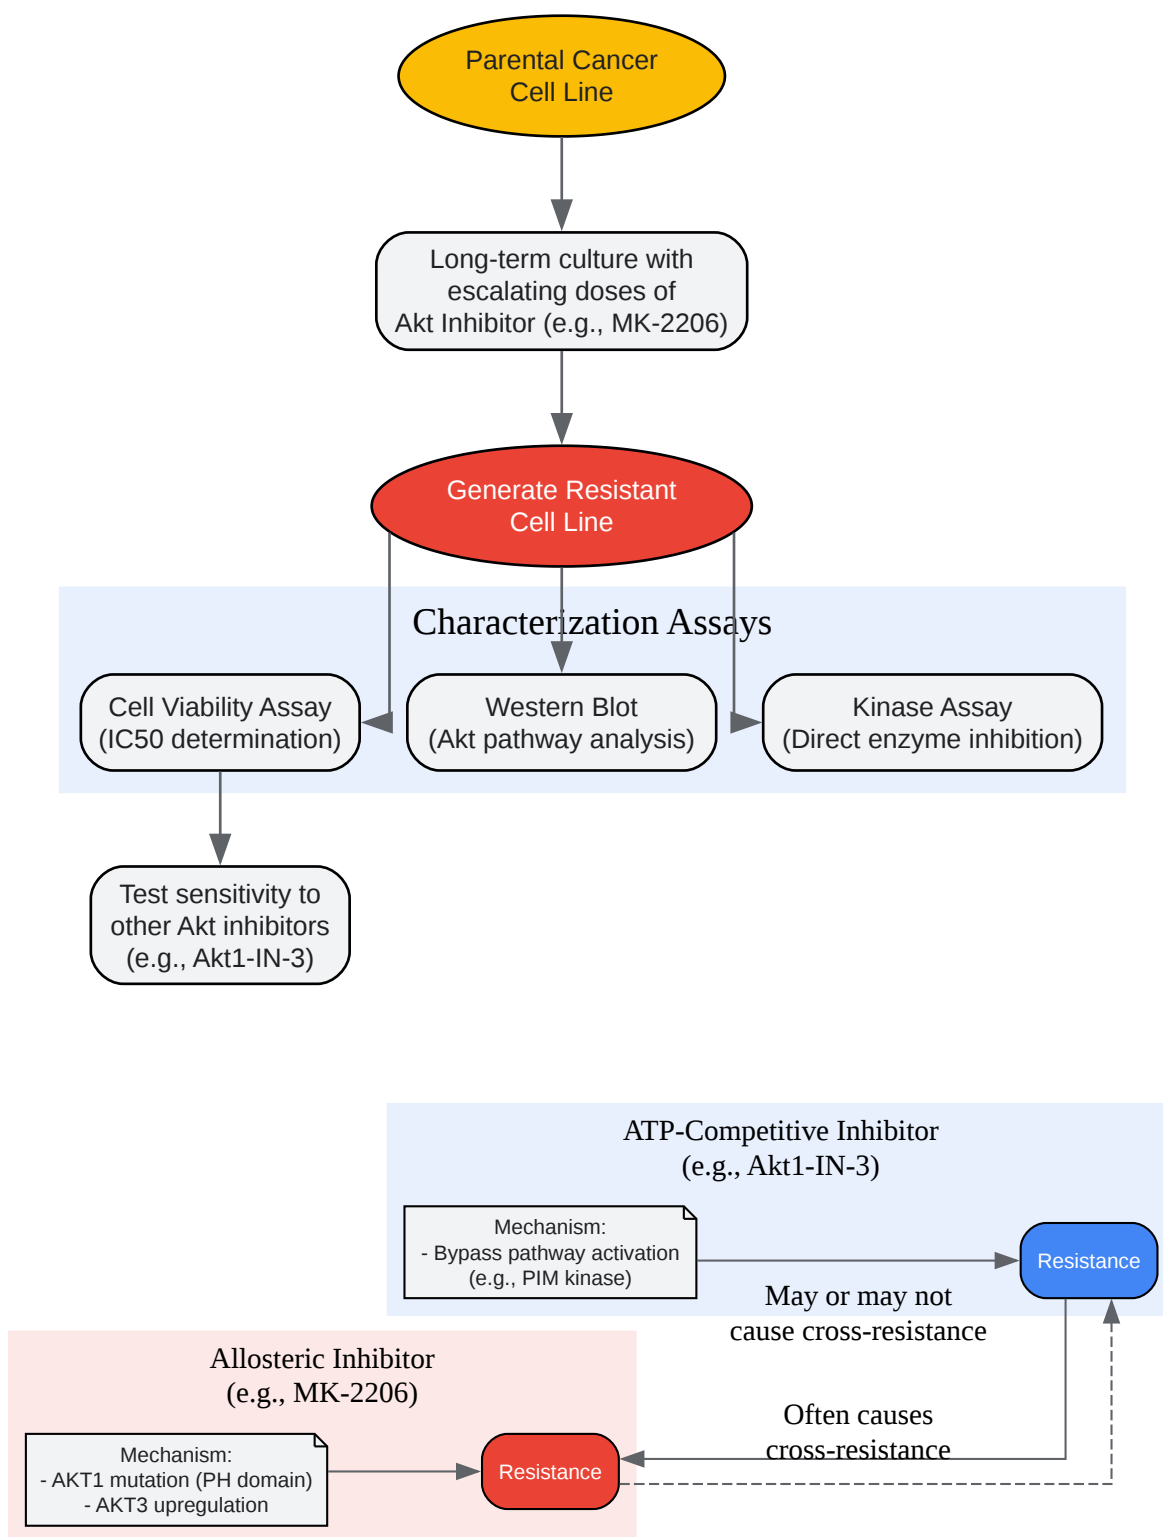 Parental Cancer
Cell Line
Long-term culture with
escalating doses of
Akt Inhibitor (e.g., MK-2206)
Generate Resistant
Cell Line
Characterization Assays
Cell Viability Assay
(IC50 determination)
Western Blot
(Akt pathway analysis)
Kinase Assay
(Direct enzyme inhibition)
Test sensitivity to
other Akt inhibitors
(e.g., Akt1-IN-3)
ATP-Competitive Inhibitor
(e.g., Akt1-IN-3)
Mechanism:
- Bypass pathway activation
(e.g., PIM kinase)
Resistance
May or may not
cause cross-resistance
Allosteric Inhibitor
(e.g., MK-2206)
Often causes
cross-resistance
Mechanism:
- AKT1 mutation (PH domain)
- AKT3 upregulation
Resistance